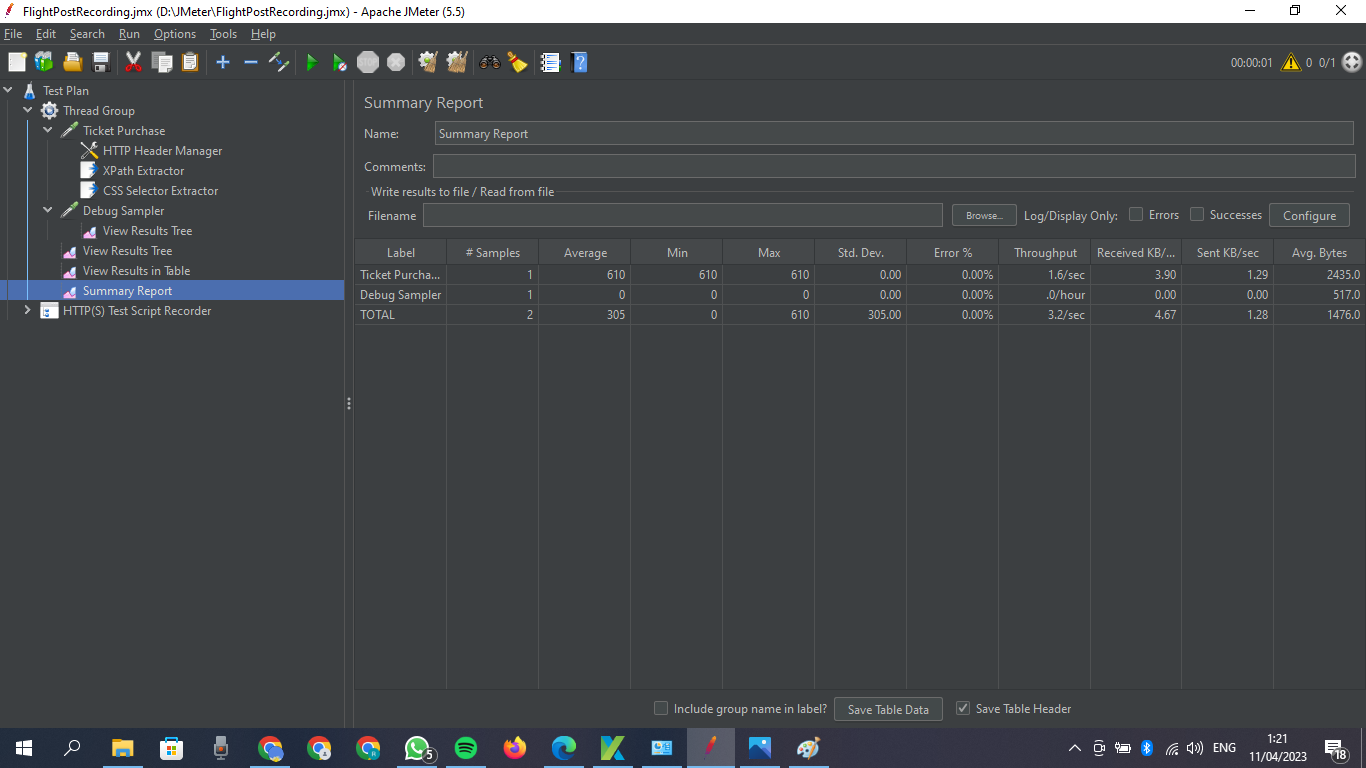 FlightPostRecording.jmx (D:\JMeter\FlightPostRecording.jmx) - Apache JMeter (5.5)
File Edit Search Run Options Tools Help
STOP 00:00:01 0 0/1
Test Plan
Thread Group
Ticket Purchase
HTTP Header Manager
XPath Extractor
CSS Selector Extractor
Debug Sampler
View Results Tree
View Results Tree
View Results in Table
Summary Report
HTTP(S) Test Script Recorder
Summary Report
Name: Summary Report
Comments:
Write results to file / Read from file
Filename Browse... Log/Display Only: Errors Successes Configure
Label # Samples Average Min Max Std. Dev. Error % Throughput Received KB/... Sent KB/sec Avg. Bytes
Ticket Purcha... 1 610 610 610 0.00 0.00% 1.6/sec 3.90 1.29 2435.0
Debug Sampler 1 0 0 0 0.00 0.00% .0/hour 0.00 0.00 517.0
TOTAL 2 305 0 610 305.00 0.00% 3.2/sec 4.67 1.28 1476.0
Include group name in label? Save Table Data Save Table Header
5 ENG 1:21
11/04/2023 18